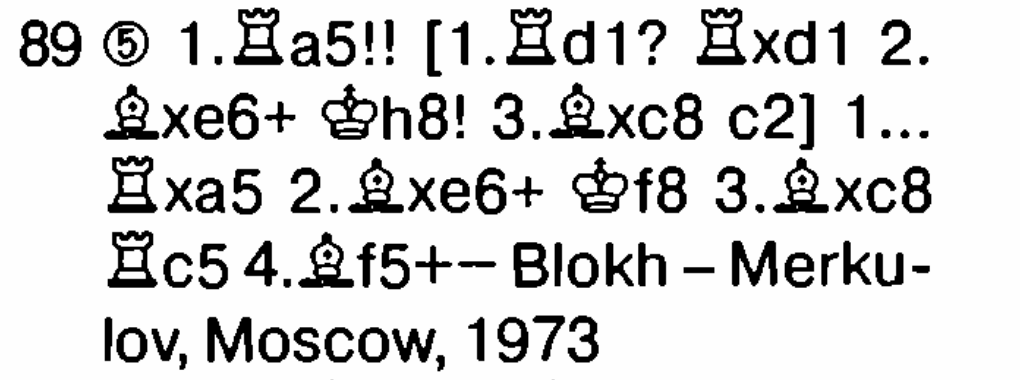 89 ⑤ 1.♖a5!! [1.♖d1? ♖xd1 2.
♗xe6+ ♔h8! 3.♗xc8 c2] 1...
♖xa5 2.♗xe6+ ♔f8 3.♗xc8
♖c5 4.♗f5+− Blokh – Merku-
lov, Moscow, 1973